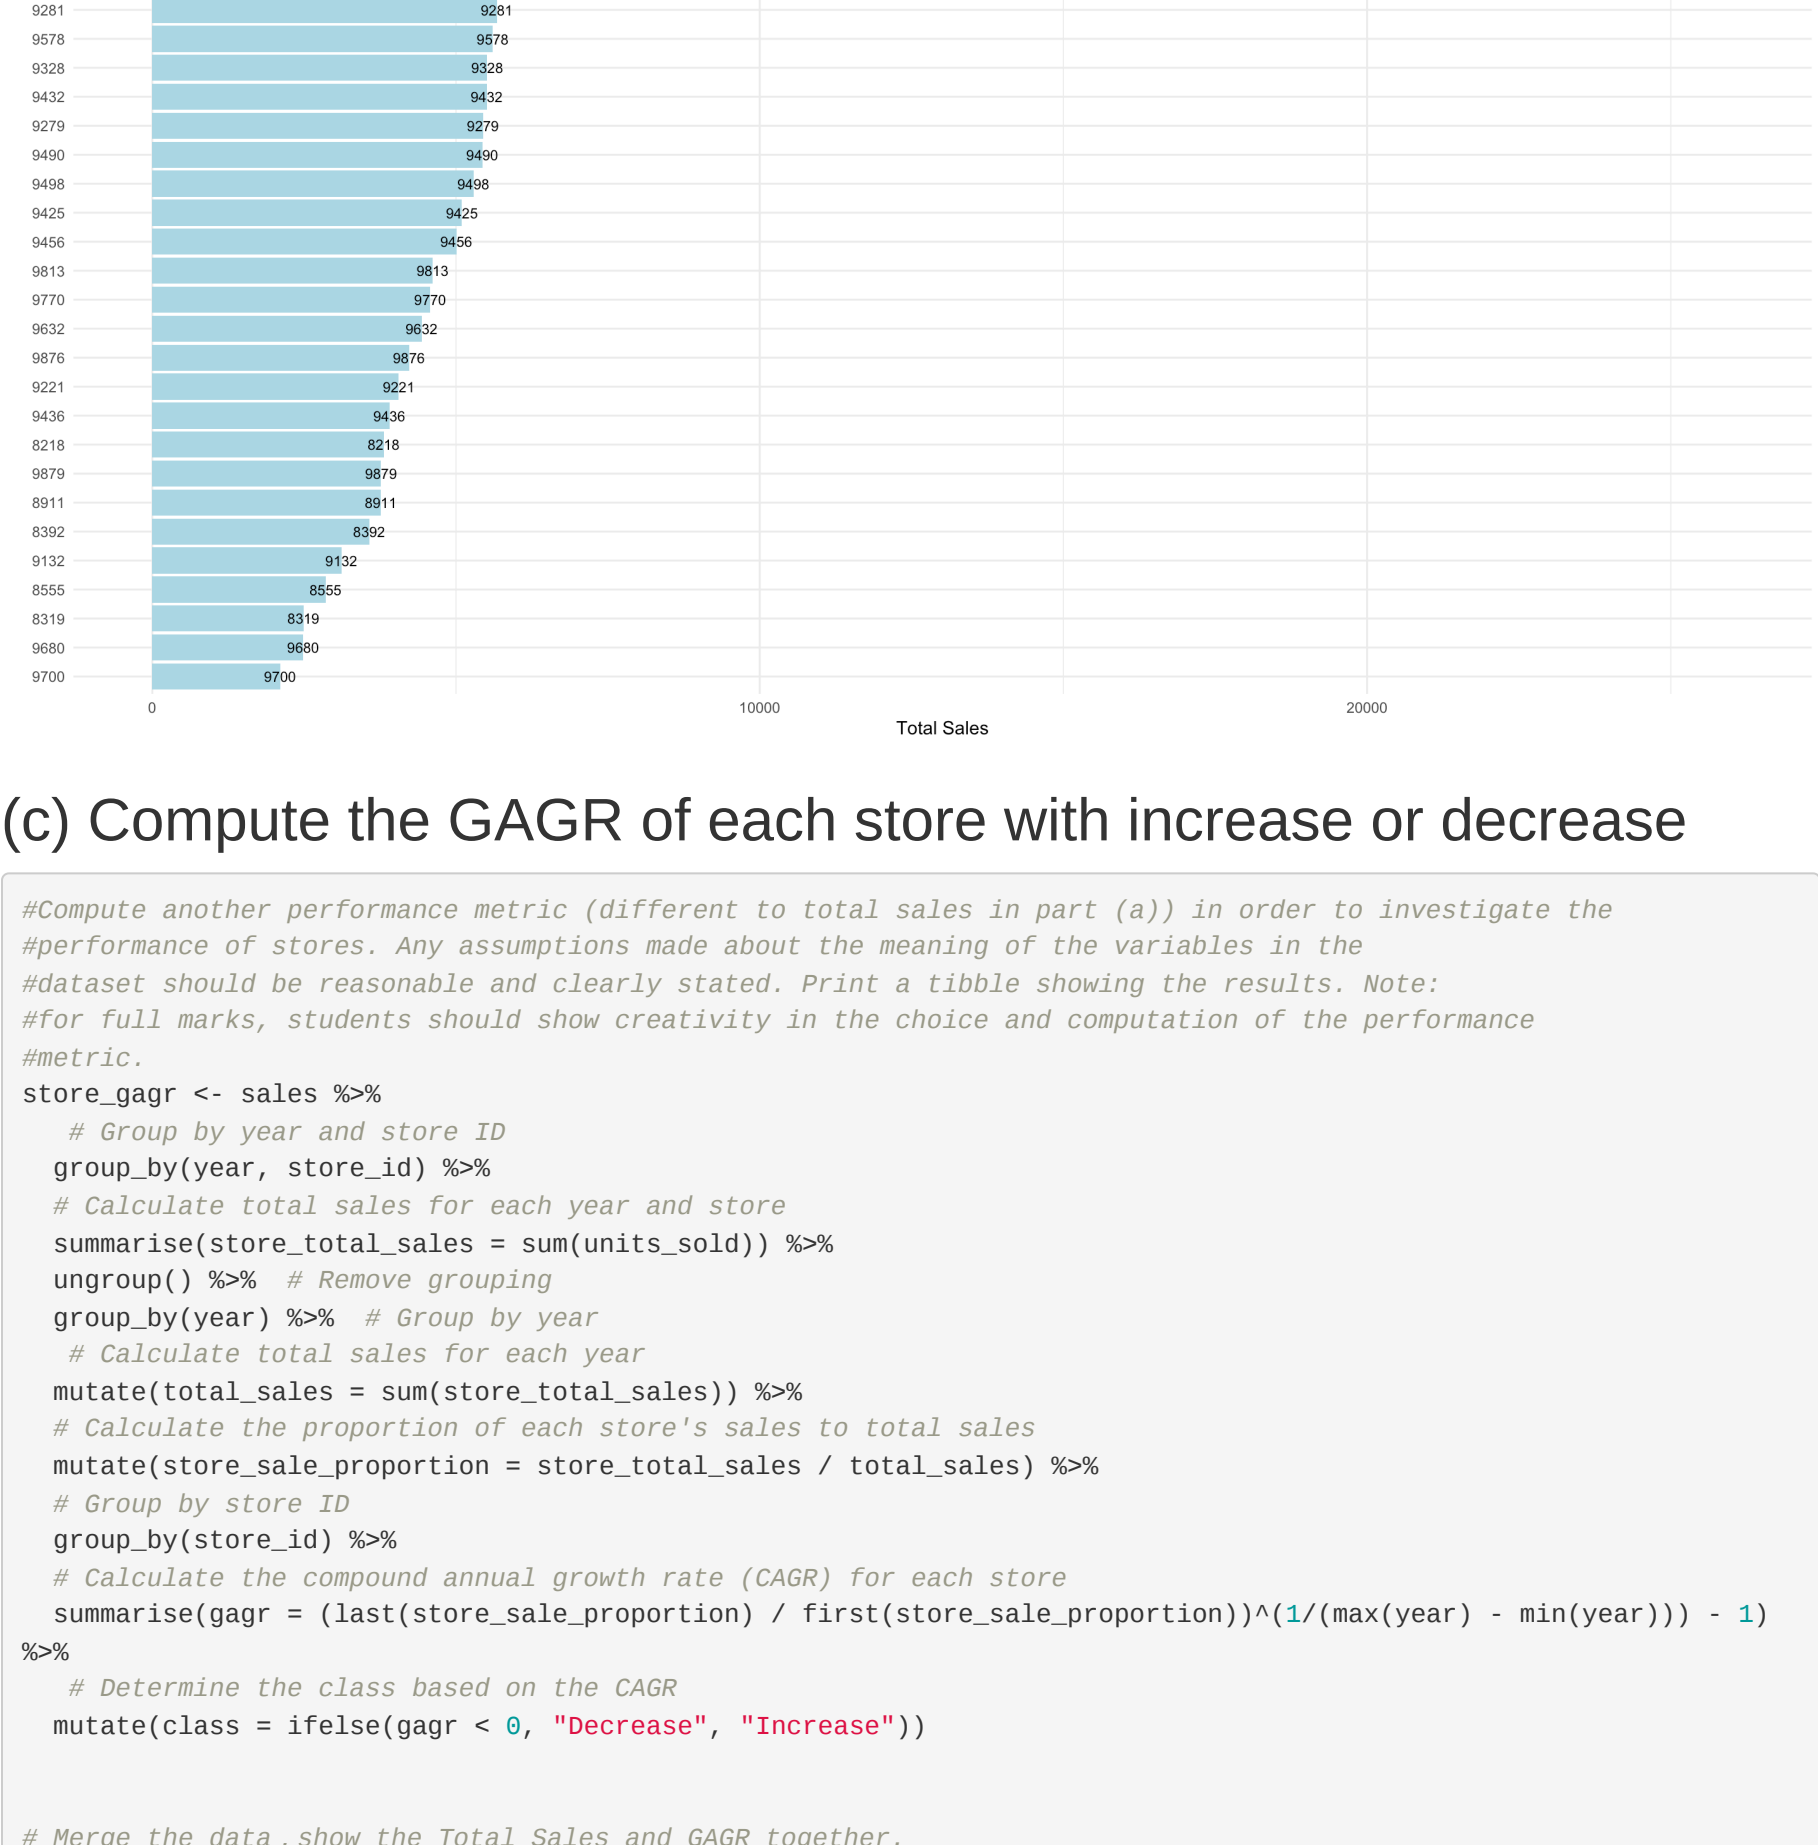 9281 9281
9578 9578
9328 9328
9432 9432
9279 9279
9490 9490
9498 9498
9425 9425
9456 9456
9813 9813
9770 9770
9632 9632
9876 9876
9221 9221
9436 9436
8218 8218
9879 9879
8911 8911
8392 8392
9132 9132
8555 8555
8319 8319
9680 9680
9700 9700
0 10000 20000
Total Sales
(c) Compute the GAGR of each store with increase or decrease
#Compute another performance metric (different to total sales in part (a)) in order to investigate the
#performance of stores. Any assumptions made about the meaning of the variables in the
#dataset should be reasonable and clearly stated. Print a tibble showing the results. Note:
#for full marks, students should show creativity in the choice and computation of the performance
#metric.
store_gagr <- sales %>%
   # Group by year and store ID
  group_by(year, store_id) %>%
  # Calculate total sales for each year and store
  summarise(store_total_sales = sum(units_sold)) %>%
  ungroup() %>%  # Remove grouping
  group_by(year) %>%  # Group by year
   # Calculate total sales for each year
  mutate(total_sales = sum(store_total_sales)) %>%
  # Calculate the proportion of each store's sales to total sales
  mutate(store_sale_proportion = store_total_sales / total_sales) %>%
  # Group by store ID
  group_by(store_id) %>%
  # Calculate the compound annual growth rate (CAGR) for each store
  summarise(gagr = (last(store_sale_proportion) / first(store_sale_proportion))^(1/(max(year) - min(year))) - 1)
%>%
   # Determine the class based on the CAGR
  mutate(class = ifelse(gagr < 0, "Decrease", "Increase"))
# Merge the data，show the Total Sales and GAGR together.